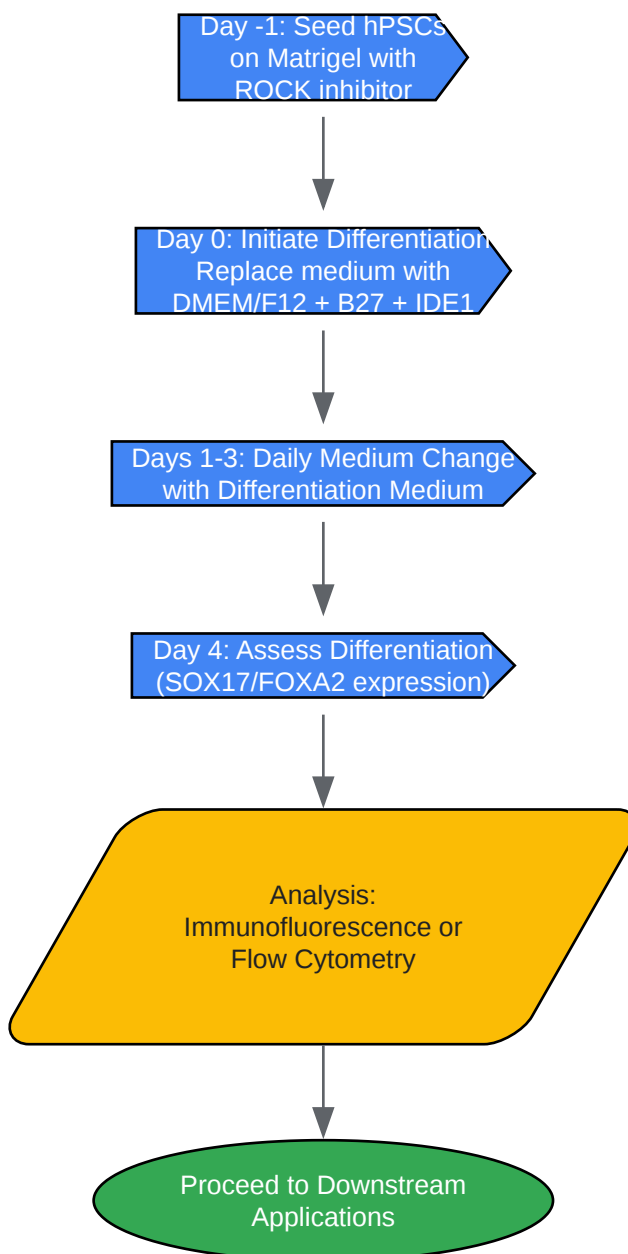 Day -1: Seed hPSCs
on Matrigel with
ROCK inhibitor
Day 0: Initiate Differentiation
Replace medium with
DMEM/F12 + B27 + IDE1
Days 1-3: Daily Medium Change
with Differentiation Medium
Day 4: Assess Differentiation
(SOX17/FOXA2 expression)
Analysis:
Immunofluorescence or
Flow Cytometry
Proceed to Downstream
Applications